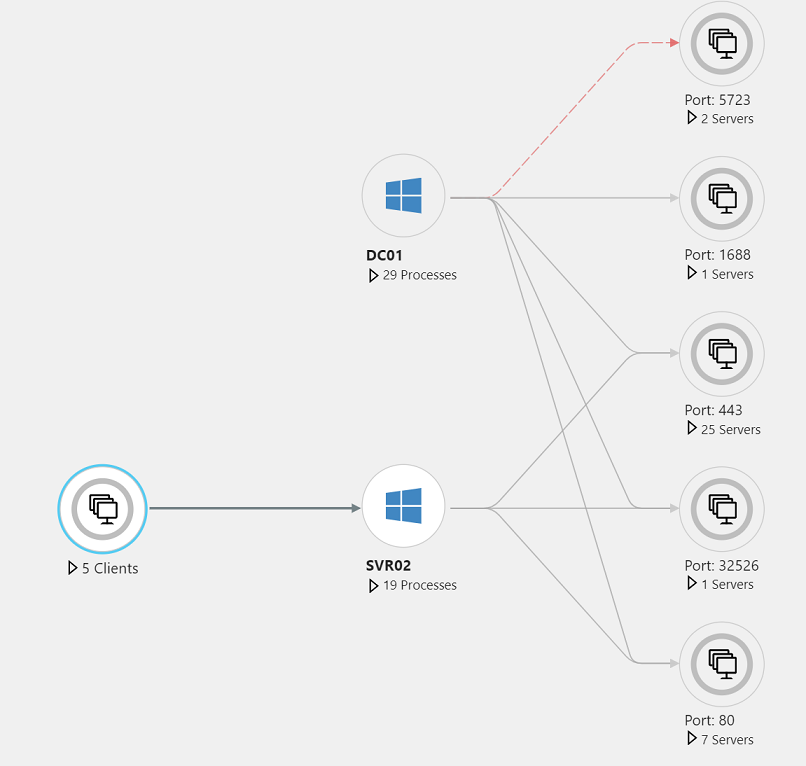 Port: 5723
2 Servers
Port: 1688
1 Servers
DC01
29 Processes
Port: 443
25 Servers
5 Clients
SVR02
19 Processes
Port: 32526
1 Servers
Port: 80
7 Servers